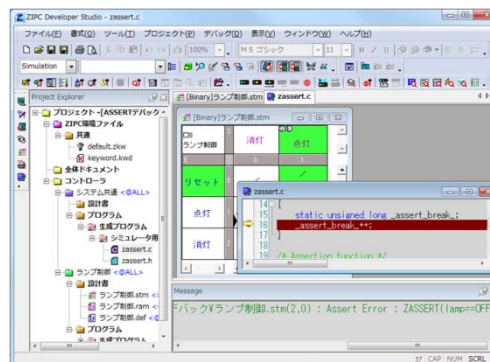 ZIPC Developer Studio - zassert.c
ファイル(F) 書式(O) ツール(T) プロジェクト(P) デバッグ(D) 表示(V) ウィンドウ(W) ヘルプ(H)
100% MS ゴシック 11
Simulation
Project Explorer
[Binary]ランプ制御.stm zassert.c
プロジェクト -[ASSERTデバック
ZIPC環境ファイル
共通
default.zkw
keyword.kwd
全体ドキュメント
コントローラ
システム共通 <@ALL>
設計書
プログラム
生成プログラム
シミュレータ用
zassert.c
zassert.h
ランプ制御 <@ALL>
設計書
ランプ制御.stm
ランプ制御.ram
ランプ制御.def
プログラム
生成プログラム
[Binary]ランプ制御.stm
ランプ制御
消灯
点灯
リセット
点灯
消灯
zassert.c
14 {
15 static unsigned long _assert_break_;
16 _assert_break_++;
17 }
18
19 /* Assertion function */
Message
デバック¥ランプ制御.stm(2,0) : Assert Error : ZASSERT(lamp==OFF
CAP NUM SCRL